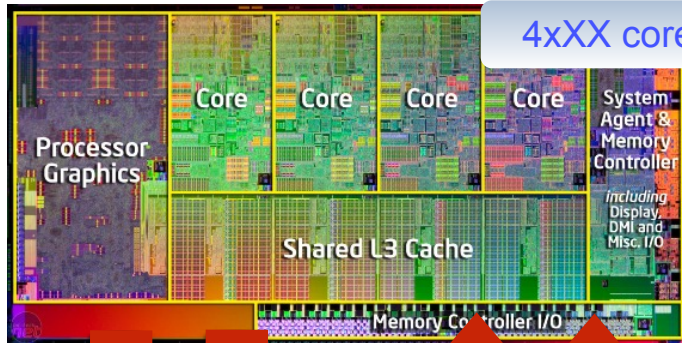 4xXX core
Core
Core
Core
Core
Processor
Graphics
System
Agent &
Memory
Controller
including
Display,
DMI and
Misc. I/O
Shared L3 Cache
Memory Controller I/O